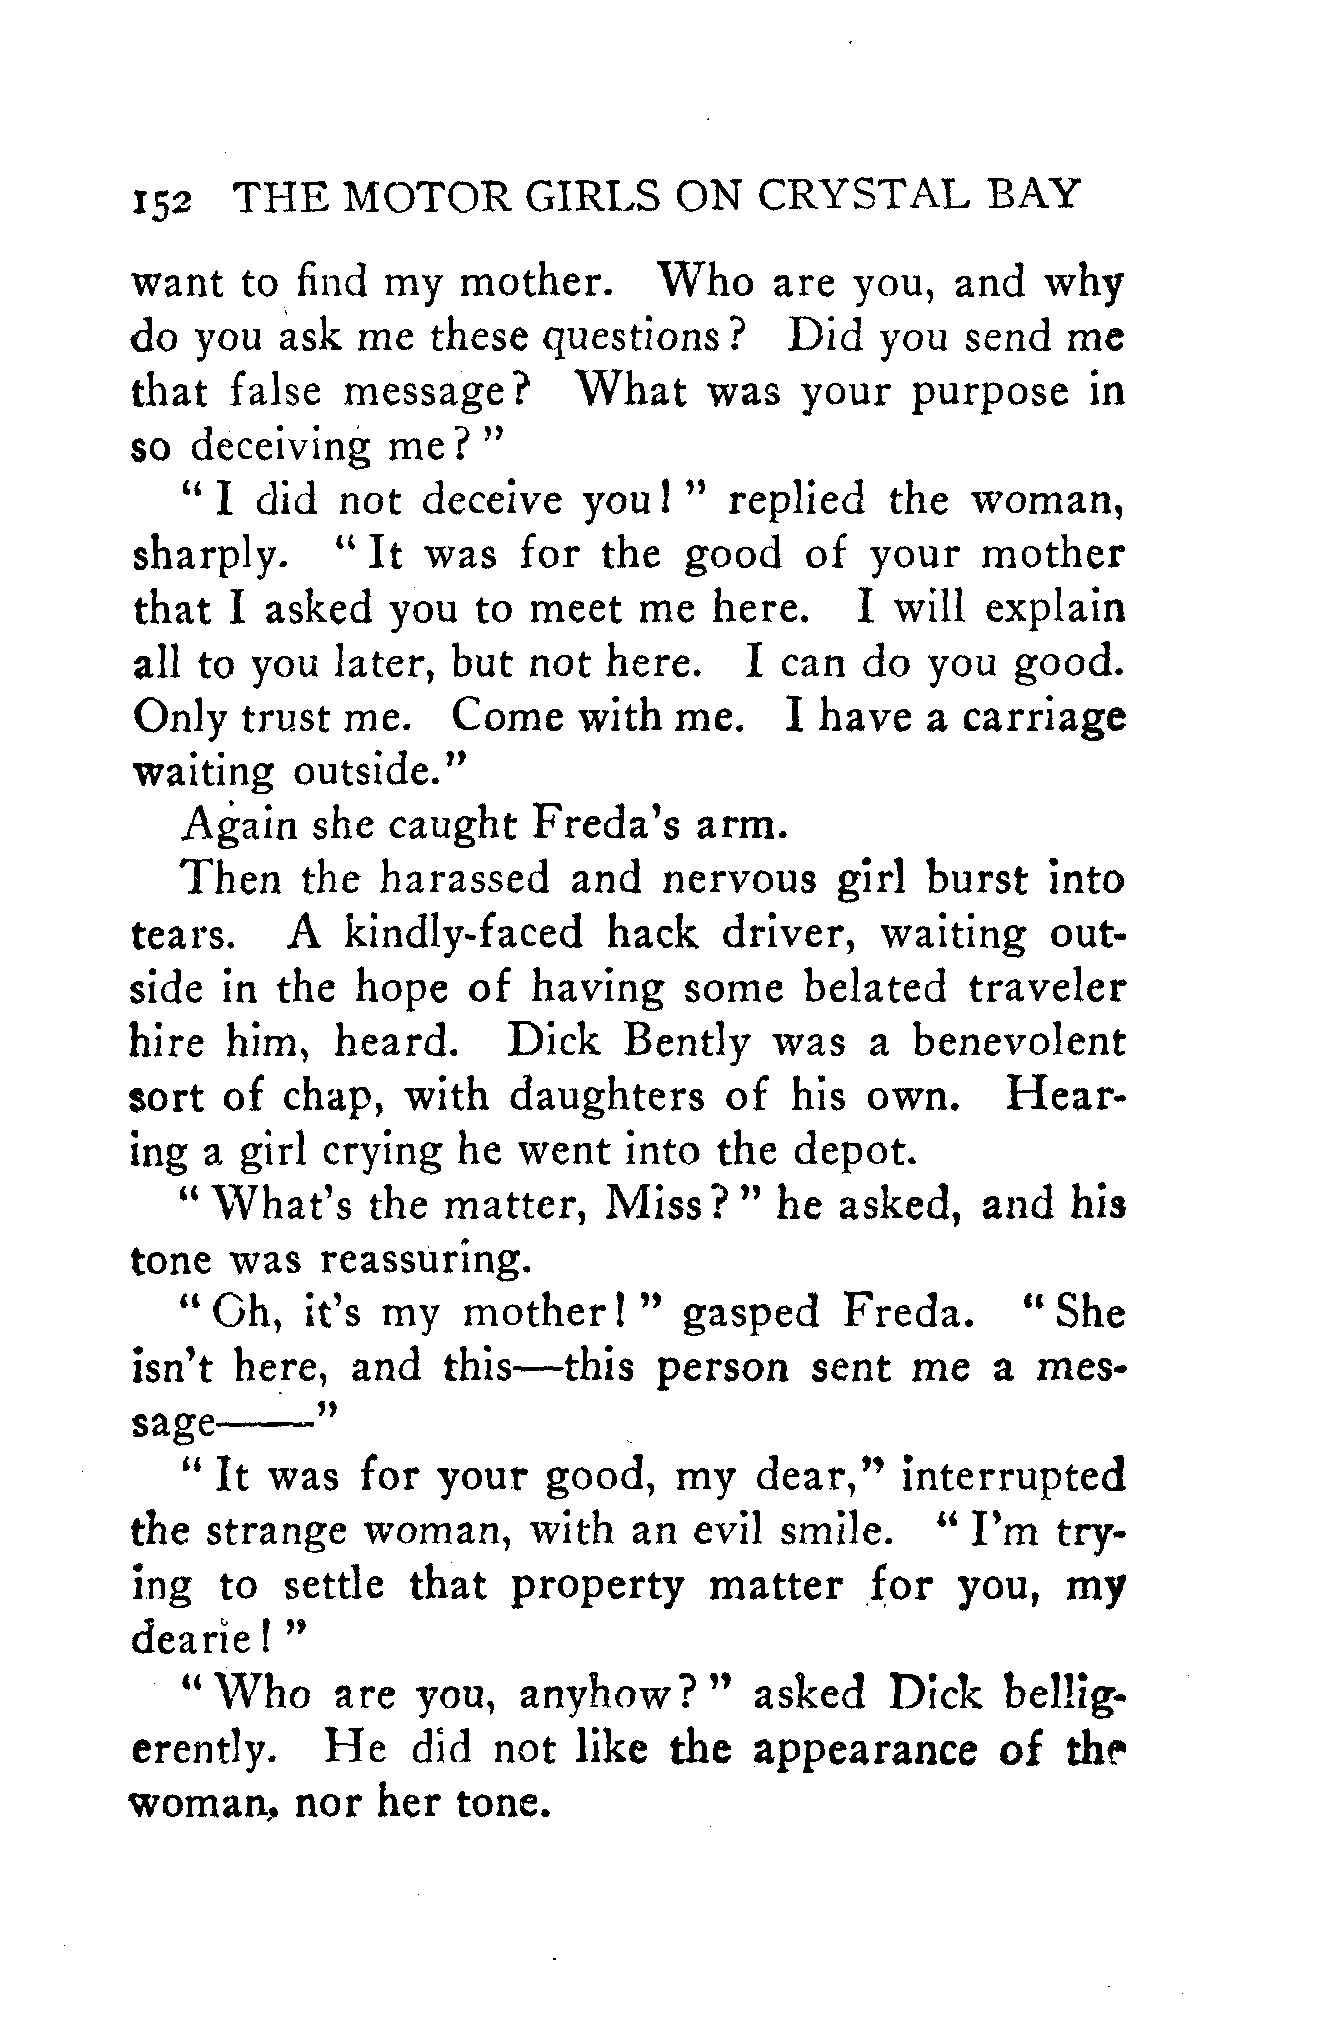 152 THE MOTOR GIRLS ON CRYSTAL BAY
want to find my mother. Who are you, and why
do you ask me these questions? Did you send me
that false message? What was your purpose in
so deceiving me?"
"I did not deceive you!" replied the woman,
sharply. "It was for the good of your mother
that I asked you to meet me here. I will explain
all to you later, but not here. I can do you good.
Only trust me. Come with me. I have a carriage
waiting outside."
Again she caught Freda's arm.
Then the harassed and nervous girl burst into
tears. A kindly-faced hack driver, waiting out-
side in the hope of having some belated traveler
hire him, heard. Dick Bently was a benevolent
sort of chap, with daughters of his own. Hear-
ing a girl crying he went into the depot.
"What's the matter, Miss?" he asked, and his
tone was reassuring.
"Oh, it's my mother!" gasped Freda. "She
isn't here, and this—this person sent me a mes-
sage——"
"It was for your good, my dear," interrupted
the strange woman, with an evil smile. "I'm try-
ing to settle that property matter for you, my
dearie!"
"Who are you, anyhow?" asked Dick bellig-
erently. He did not like the appearance of the
woman, nor her tone.